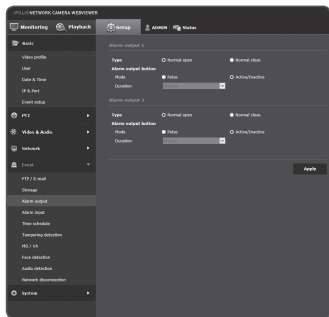 iPOLiS NETWORK CAMERA WEBVIEWER
Monitoring Playback Setup ADMIN Status
Basic
Video profile
User
Date & Time
IP & Port
Event setup
PTZ
Video & Audio
Network
Event
FTP / E-mail
Storage
Alarm output
Alarm input
Time schedule
Tampering detection
MD / VA
Face detection
Audio detection
Network disconnection
System
Alarm output 1
Type Normal open Normal close
Alarm output button
Mode Pulse Active/Inactive
Duration
Alarm output 2
Type Normal open Normal close
Alarm output button
Mode Pulse Active/Inactive
Duration
Apply